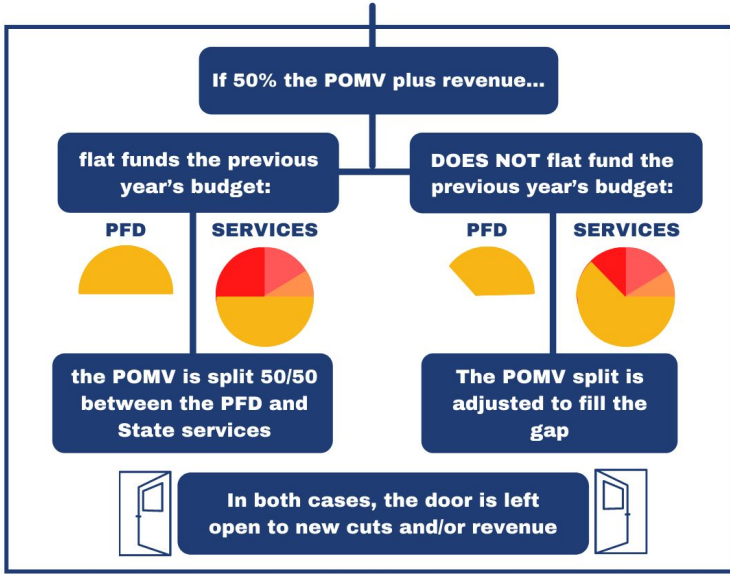 If 50% the POMV plus revenue...
flat funds the previous
year's budget:
DOES NOT flat fund the
previous year's budget:
PFD
SERVICES
PFD
SERVICES
the POMV is split 50/50
between the PFD and
State services
The POMV split is
adjusted to fill the
gap
In both cases, the door is left
open to new cuts and/or revenue